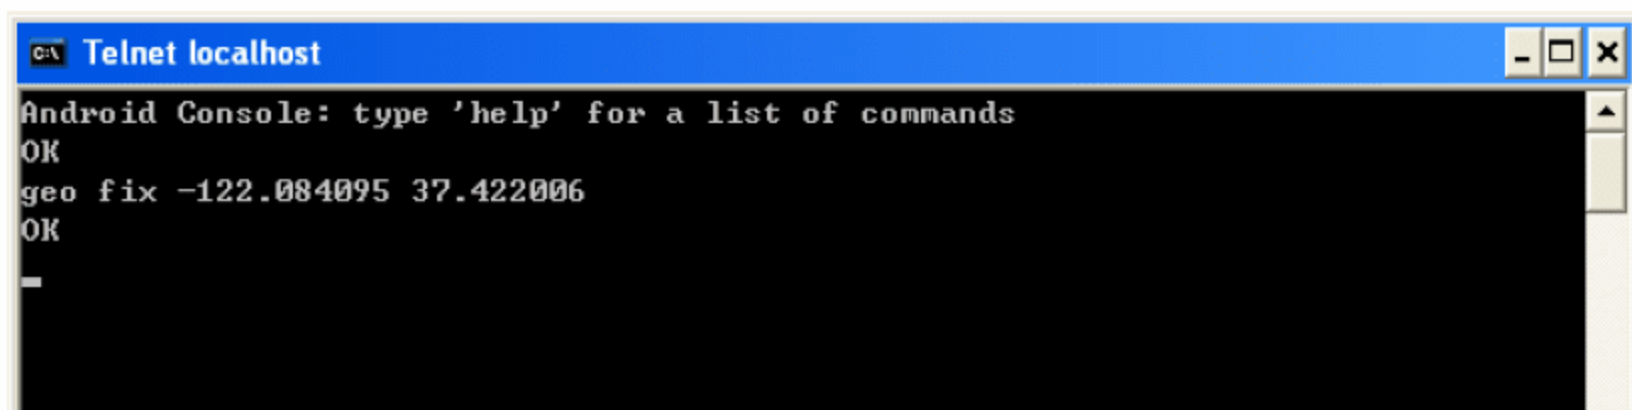 Telnet localhost
Android Console: type 'help' for a list of commands
OK
geo fix -122.084095 37.422006
OK